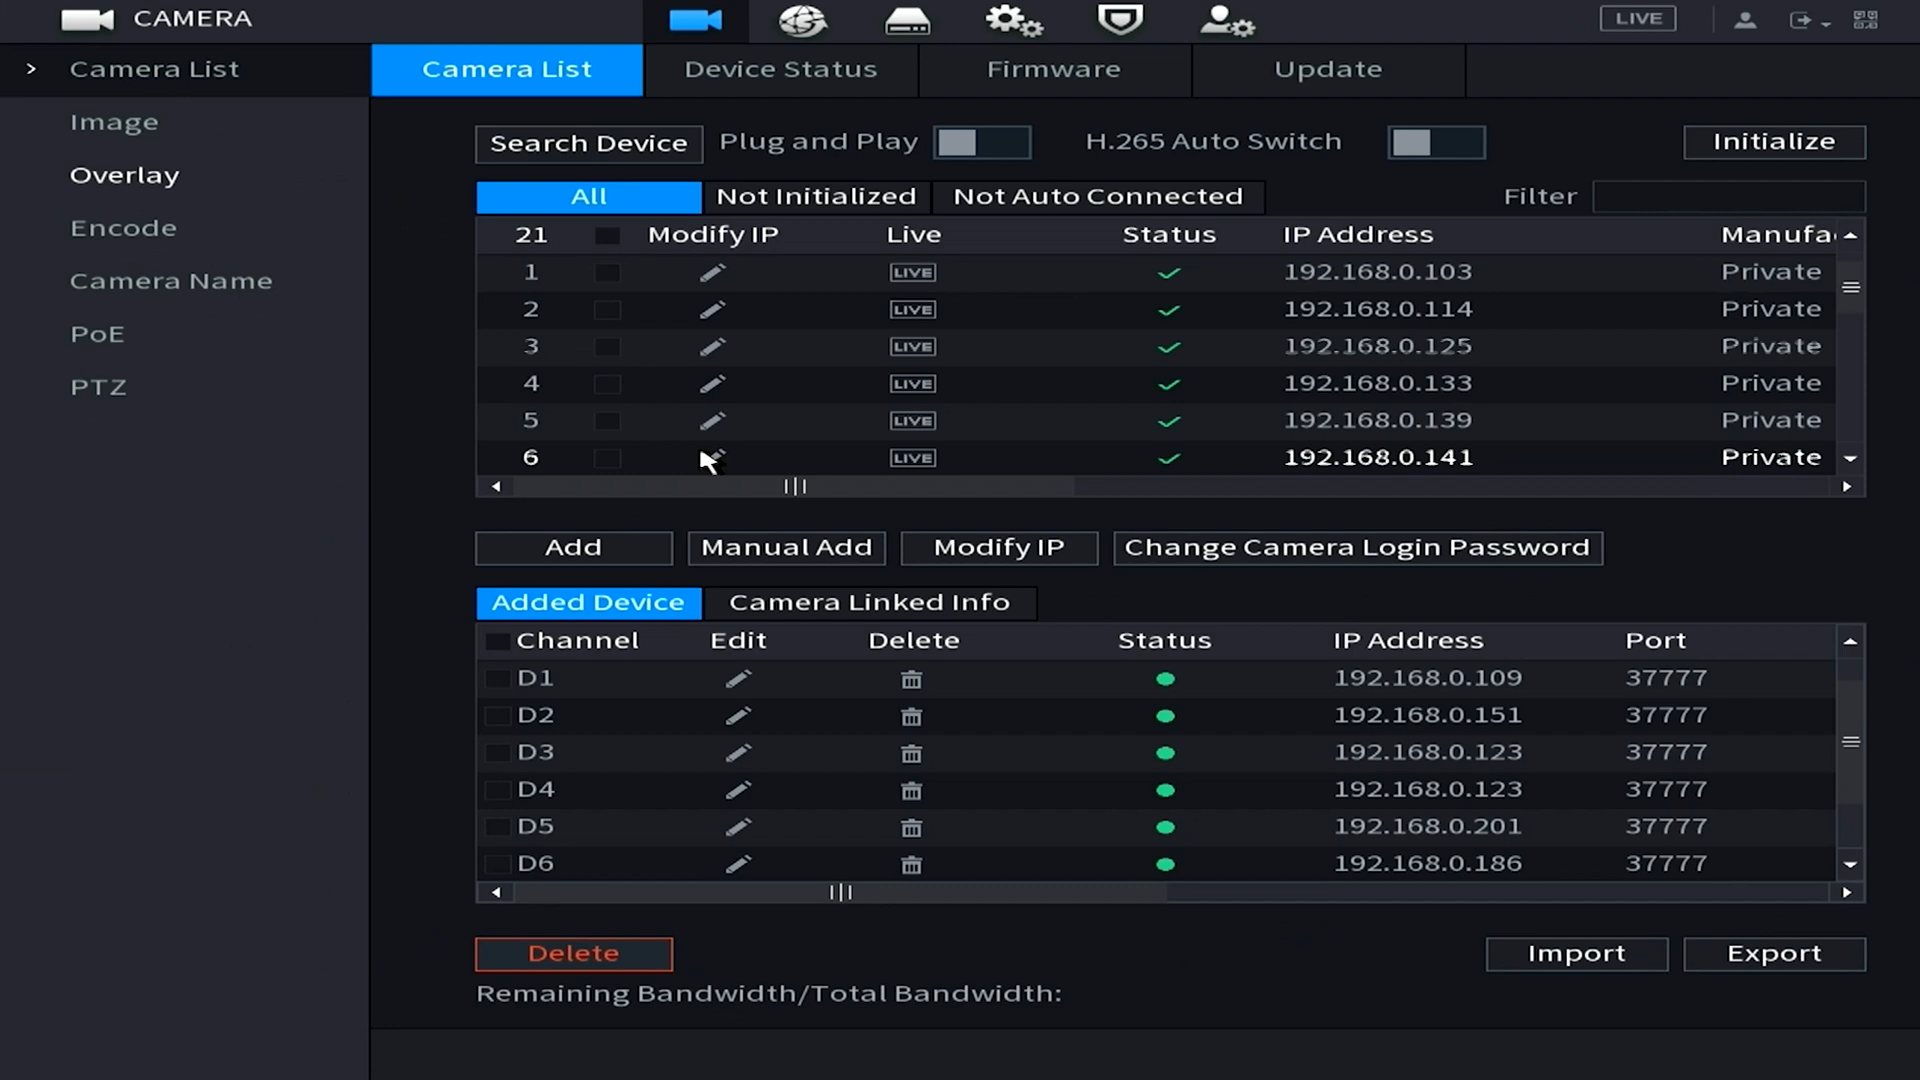 CAMERA
LIVE
Camera List
Image
Overlay
Encode
Camera Name
PoE
PTZ
Camera List Device Status Firmware Update
Search Device Plug and Play H.265 Auto Switch Initialize
All Not Initialized Not Auto Connected Filter
21 Modify IP Live Status IP Address Manufa
1 LIVE 192.168.0.103 Private
2 LIVE 192.168.0.114 Private
3 LIVE 192.168.0.125 Private
4 LIVE 192.168.0.133 Private
5 LIVE 192.168.0.139 Private
6 LIVE 192.168.0.141 Private
Add Manual Add Modify IP Change Camera Login Password
Added Device Camera Linked Info
Channel Edit Delete Status IP Address Port
D1 192.168.0.109 37777
D2 192.168.0.151 37777
D3 192.168.0.123 37777
D4 192.168.0.123 37777
D5 192.168.0.201 37777
D6 192.168.0.186 37777
Delete Import Export
Remaining Bandwidth/Total Bandwidth: